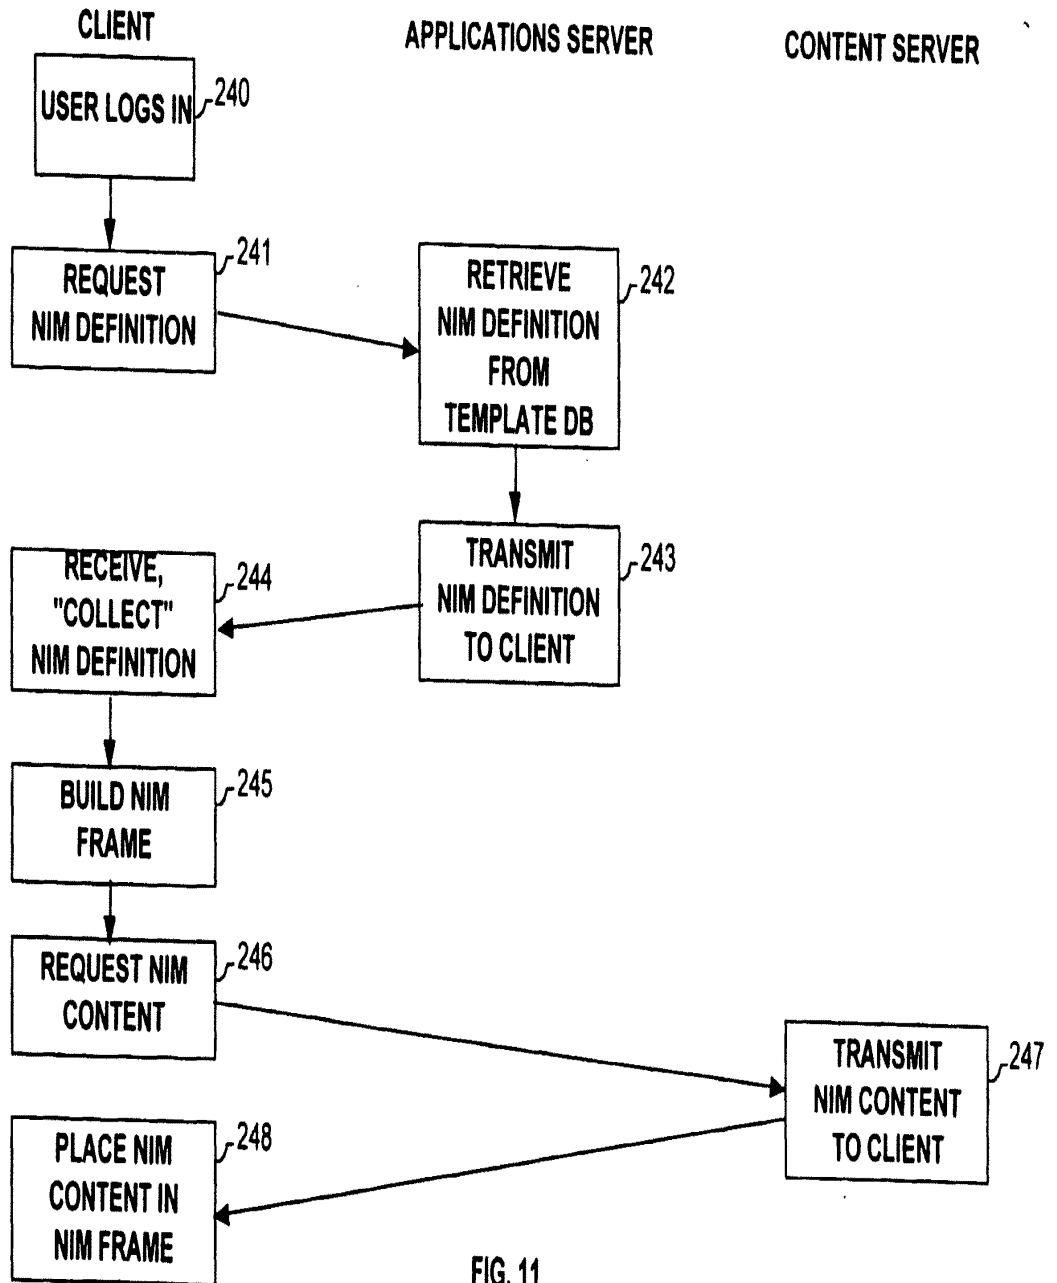 CLIENT
APPLICATIONS SERVER
CONTENT SERVER
USER LOGS IN
240
REQUEST
NIM DEFINITION
241
RETRIEVE
NIM DEFINITION
FROM
TEMPLATE DB
242
TRANSMIT
NIM DEFINITION
TO CLIENT
243
RECEIVE,
"COLLECT"
NIM DEFINITION
244
BUILD NIM
FRAME
245
REQUEST NIM
CONTENT
246
TRANSMIT
NIM CONTENT
TO CLIENT
247
PLACE NIM
CONTENT IN
NIM FRAME
248
FIG. 11